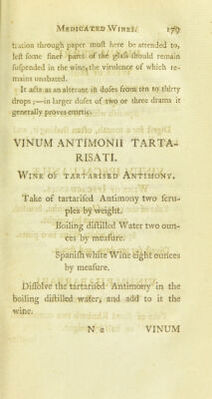 MEDICATED WINES. 179
tration through paper must here be attended to,
lest some finer parts of the glass should remain
suspended in the wine, the virulence of which re-
mains unabated.
It acts as an alterant in doses from ten to thirty
drops;—in larger doses of two or three drams it
generally proves emetic.
VINUM ANTIMONII TARTA-
RISATI.
WINE OF TARTARISED ANTIMONY.
Take of tartarised Antimony two scru-
ples by weight.
Boiling distilled Water two oun-
ces by measure.
Spanish white Wine eight ounces
by measure.
Dissolve the tartarised Antimony in the
boiling distilled water, and add to it the
wine.
N 2 VINUM